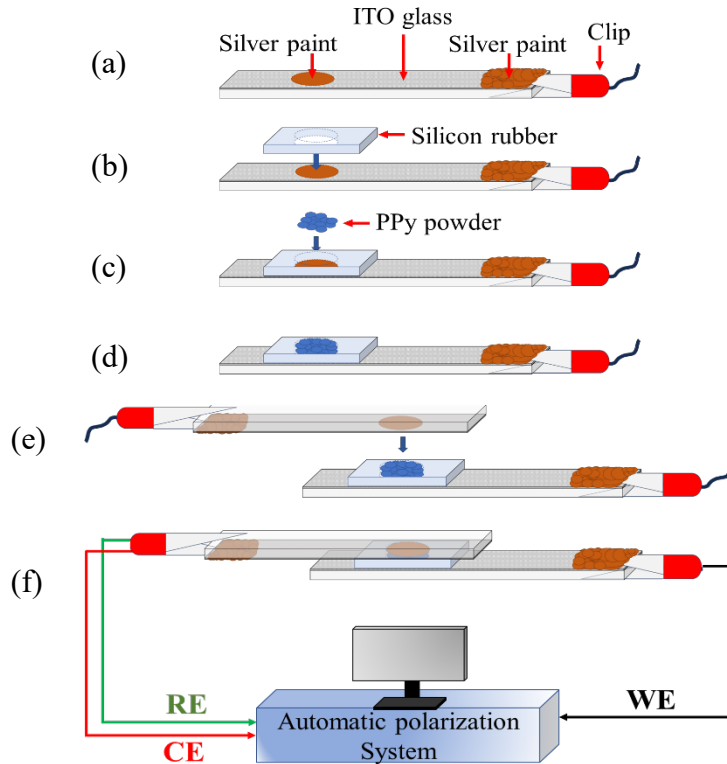 ITO glass
Silver paint
Silver paint
Clip
(a)
Silicon rubber
(b)
PPy powder
(c)
(d)
(e)
(f)
RE
WE
CE
Automatic polarization
System